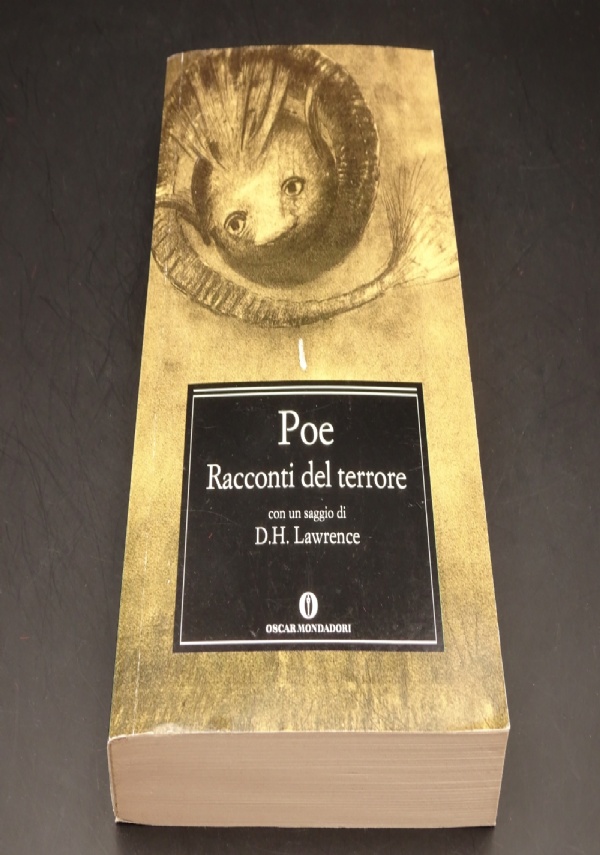 Poe
Racconti del terrore
con un saggio di
D.H. Lawrence
OSCAR MONDADORI